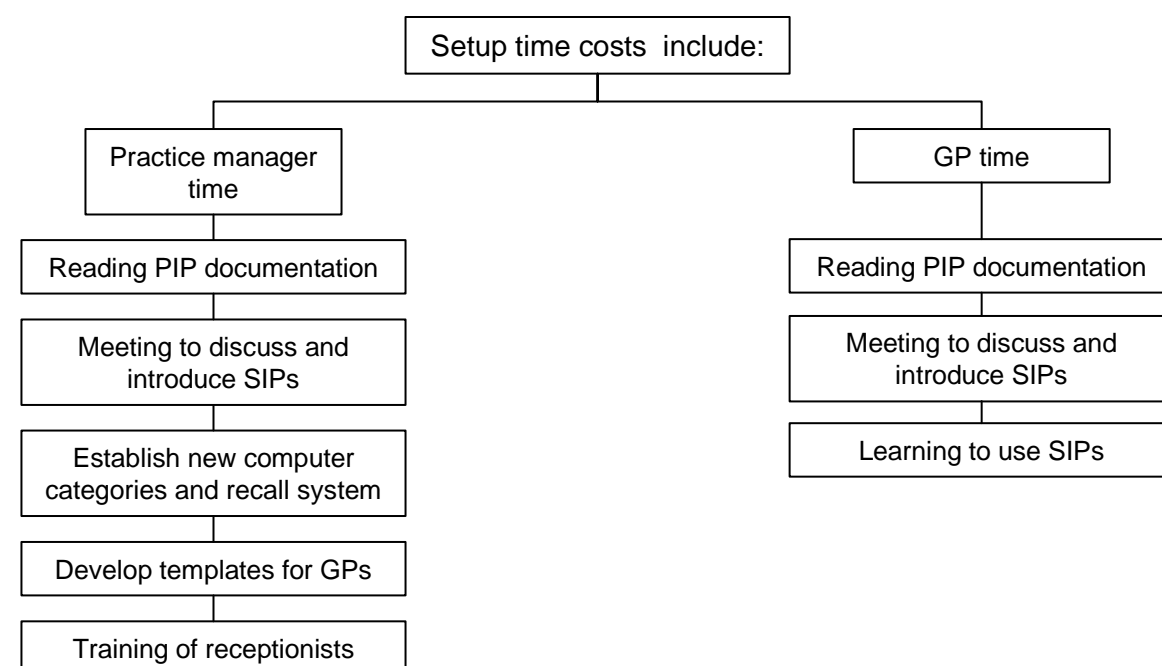 Setup time costs include:
Practice manager
time
Reading PIP documentation
Meeting to discuss and
introduce SIPs
Establish new computer
categories and recall system
Develop templates for GPs
Training of receptionists
GP time
Reading PIP documentation
Meeting to discuss and
introduce SIPs
Learning to use SIPs